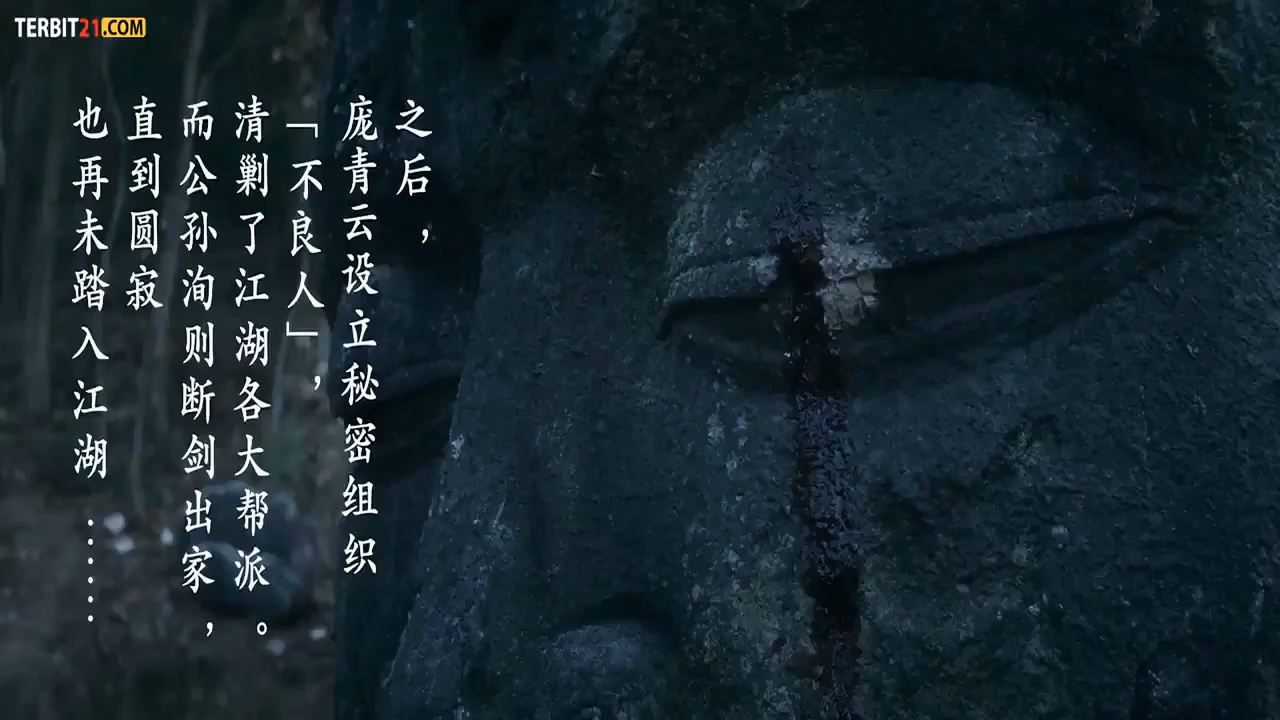 TERBIT21.COM
之后，
庞青云设立秘密组织
「不良人」，
清剿了江湖各大帮派。
而公孙洵则断剑出家，
直到圆寂
也再未踏入江湖……